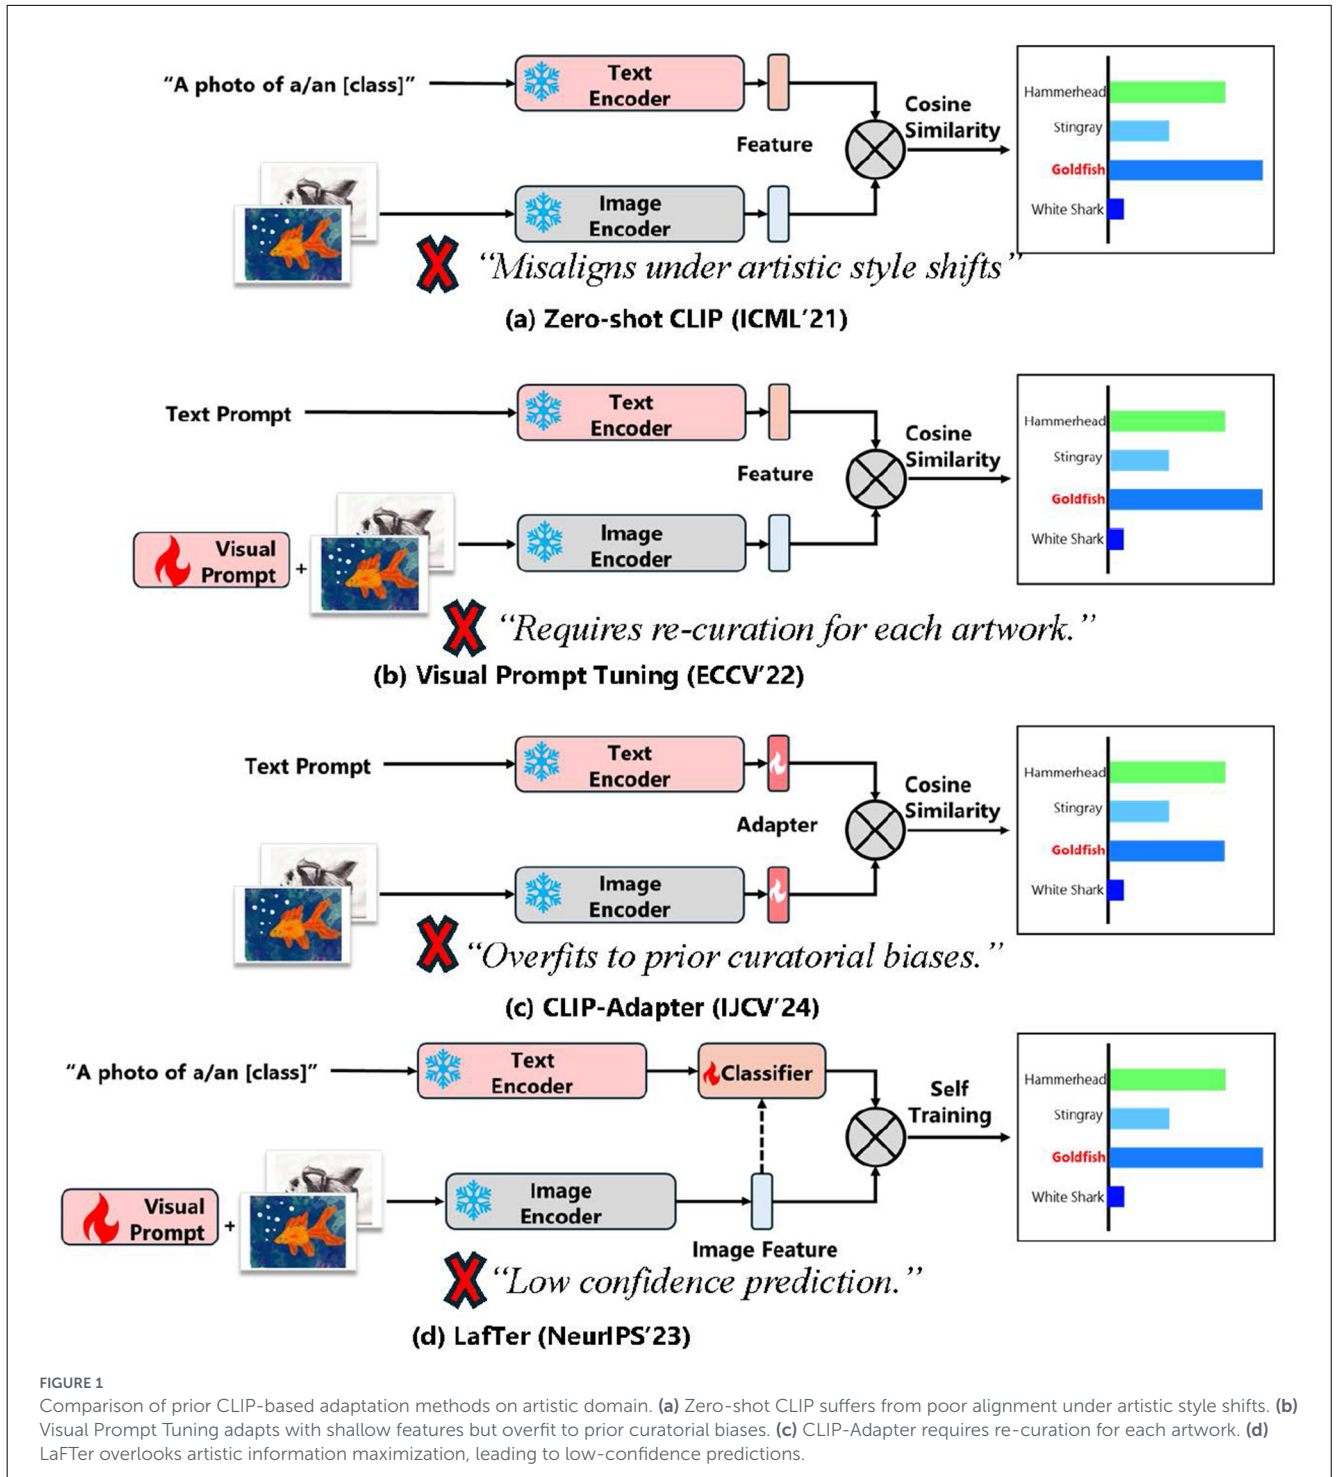 "A photo of a/an [class]"
Text
Encoder
Feature
Cosine
Similarity
Image
Encoder
Hammerhead
Stingray
Goldfish
White Shark
"Misaligns under artistic style shifts"
(a) Zero-shot CLIP (ICML'21)
Text Prompt
Text
Encoder
Feature
Cosine
Similarity
Visual
Prompt
+
Image
Encoder
Hammerhead
Stingray
Goldfish
White Shark
"Requires re-curation for each artwork."
(b) Visual Prompt Tuning (ECCV'22)
Text Prompt
Text
Encoder
Adapter
Cosine
Similarity
Image
Encoder
Hammerhead
Stingray
Goldfish
White Shark
"Overfits to prior curatorial biases."
(c) CLIP-Adapter (IJCV'24)
"A photo of a/an [class]"
Text
Encoder
Classifier
Self
Training
Visual
Prompt
+
Image
Encoder
Image Feature
Hammerhead
Stingray
Goldfish
White Shark
"Low confidence prediction."
(d) LafTer (NeurIPS'23)
FIGURE 1
Comparison of prior CLIP-based adaptation methods on artistic domain. (a) Zero-shot CLIP suffers from poor alignment under artistic style shifts. (b)
Visual Prompt Tuning adapts with shallow features but overfit to prior curatorial biases. (c) CLIP-Adapter requires re-curation for each artwork. (d)
LaFTer overlooks artistic information maximization, leading to low-confidence predictions.